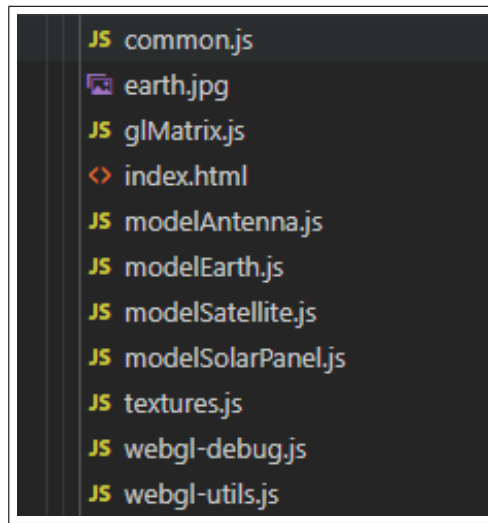 JS common.js
earth.jpg
JS glMatrix.js
<> index.html
JS modelAntenna.js
JS modelEarth.js
JS modelSatellite.js
JS modelSolarPanel.js
JS textures.js
JS webgl-debug.js
JS webgl-utils.js